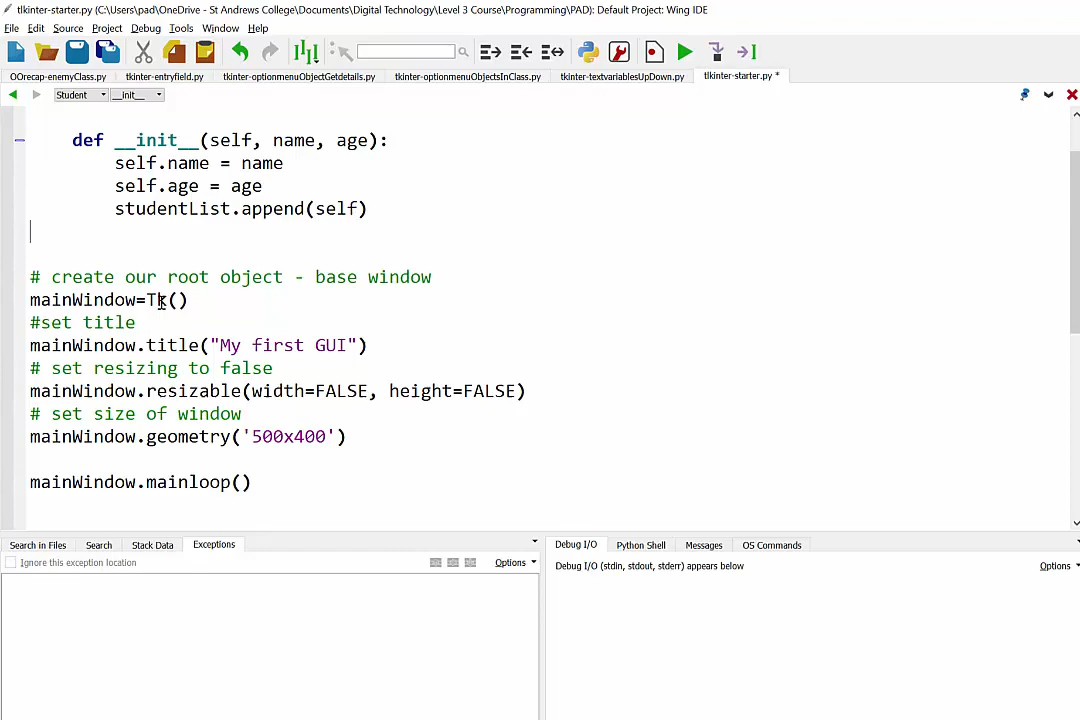 tlkinter-starter.py (C:\Users\pad\OneDrive - St Andrews College\Documents\Digital Technology\Level 3 Course\Programming\PAD): Default Project: Wing IDE
File Edit Source Project Debug Tools Window Help
OOrecap-enemyClass.py tkinter-entryfield.py tkinter-optionmenuObjectGetdetails.py tkinter-optionmenuObjectsInClass.py tkinter-textvariablesUpDown.py tlkinter-starter.py *
Student __init__
def __init__(self, name, age):
self.name = name
self.age = age
studentList.append(self)
# create our root object - base window
mainWindow=Tk()
#set title
mainWindow.title("My first GUI")
# set resizing to false
mainWindow.resizable(width=FALSE, height=FALSE)
# set size of window
mainWindow.geometry('500x400')
mainWindow.mainloop()
Search in Files Search Stack Data Exceptions
Ignore this exception location Options
Debug I/O Python Shell Messages OS Commands
Debug I/O (stdin, stdout, stderr) appears below Options